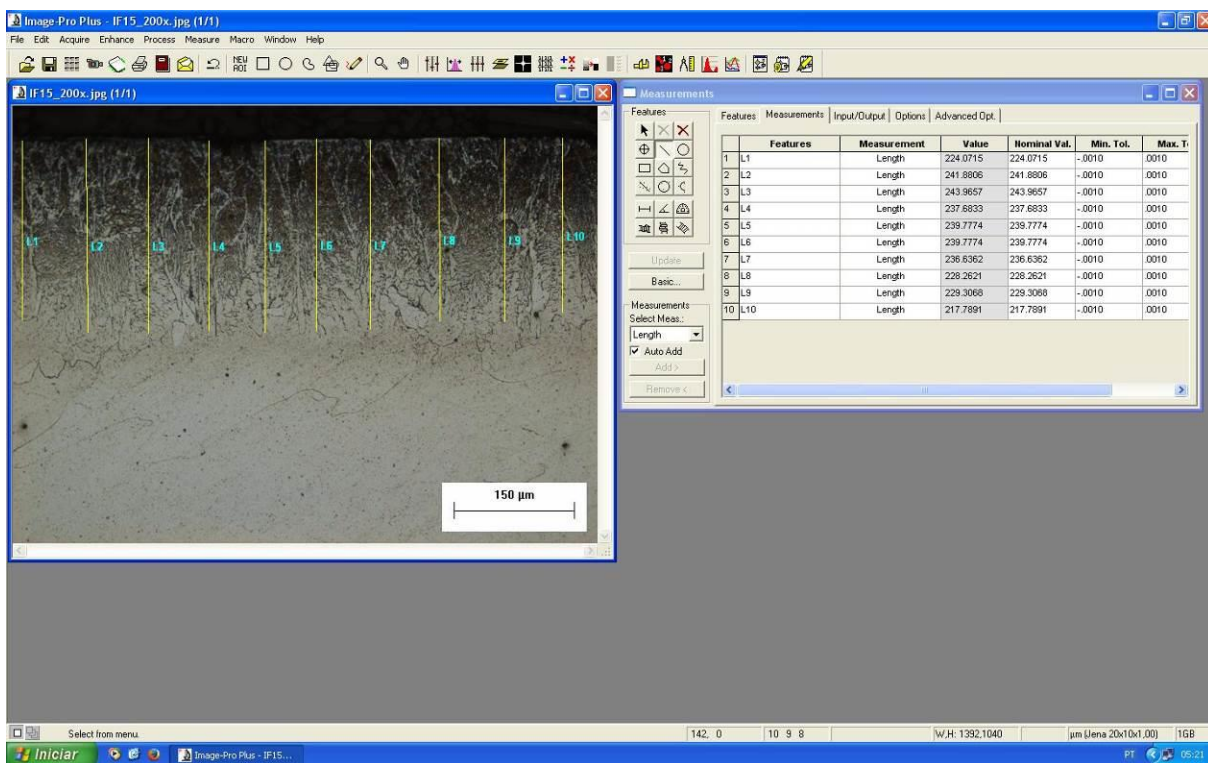 Image-Pro Plus - IF15_200x.jpg (1/1)
File Edit Acquire Enhance Process Measure Macro Window Help
NEW AOI
IF15_200x.jpg (1/1)
L1 L2 L3 L4 L5 L6 L7 L8 L9 L10
150 µm
Measurements
Features
Update
Basic...
Measurements
Select Meas.:
Length
Auto Add
Add >
Remove <
Features Measurements Input/Output Options Advanced Opt.
Features Measurement Value Nominal Val. Min. Tol. Max. T
1 L1 Length 224.0715 224.0715 -.0010 .0010
2 L2 Length 241.8806 241.8806 -.0010 .0010
3 L3 Length 243.9657 243.9657 -.0010 .0010
4 L4 Length 237.6833 237.6833 -.0010 .0010
5 L5 Length 239.7774 239.7774 -.0010 .0010
6 L6 Length 239.7774 239.7774 -.0010 .0010
7 L7 Length 236.6362 236.6362 -.0010 .0010
8 L8 Length 228.2621 228.2621 -.0010 .0010
9 L9 Length 229.3068 229.3068 -.0010 .0010
10 L10 Length 217.7891 217.7891 -.0010 .0010
Select from menu. 142, 0 10 9 8 W,H: 1392,1040 µm (Jena 20x10x1,00) 1GB
Iniciar Image-Pro Plus - IF15... PT 05:21